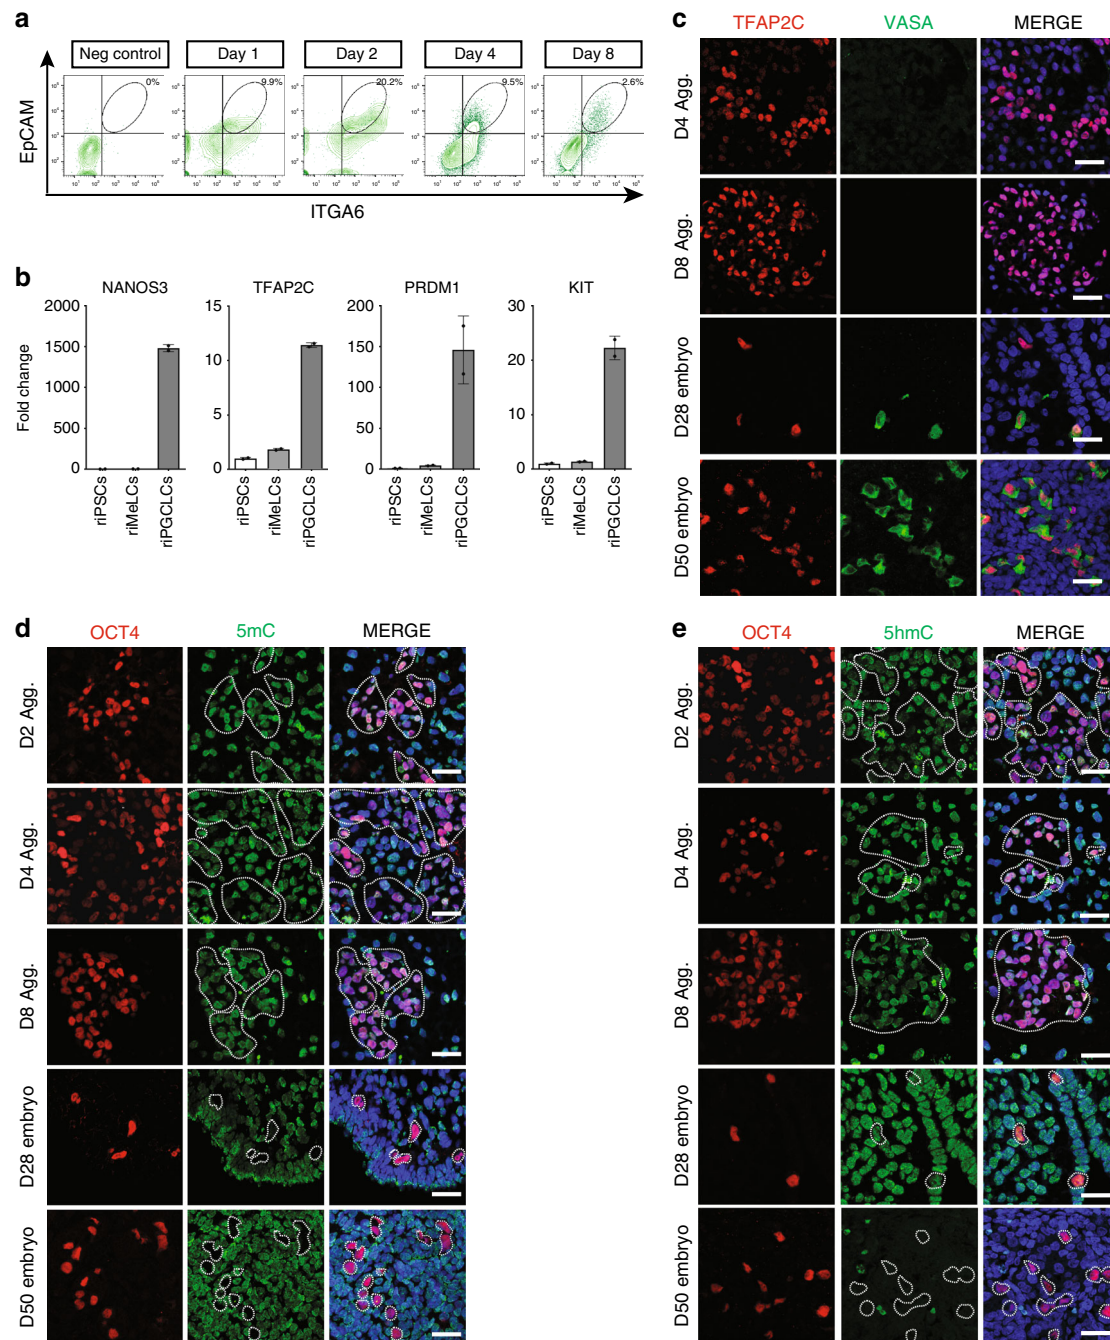 a
Neg control
Day 1
Day 2
Day 4
Day 8
0%
9.9%
20.2%
9.5%
2.6%
EpCAM
ITGA6
b
NANOS3
TFAP2C
PRDM1
KIT
Fold change
2000
1500
1000
500
0
15
10
5
0
200
150
100
50
0
30
20
10
0
riPSCs
riMeLCs
riPGCLCs
riPSCs
riMeLCs
riPGCLCs
riPSCs
riMeLCs
riPGCLCs
riPSCs
riMeLCs
riPGCLCs
c
TFAP2C
VASA
MERGE
D4 Agg.
D8 Agg.
D28 embryo
D50 embryo
d
OCT4
5mC
MERGE
D2 Agg.
D4 Agg.
D8 Agg.
D28 embryo
D50 embryo
e
OCT4
5hmC
MERGE
D2 Agg.
D4 Agg.
D8 Agg.
D28 embryo
D50 embryo